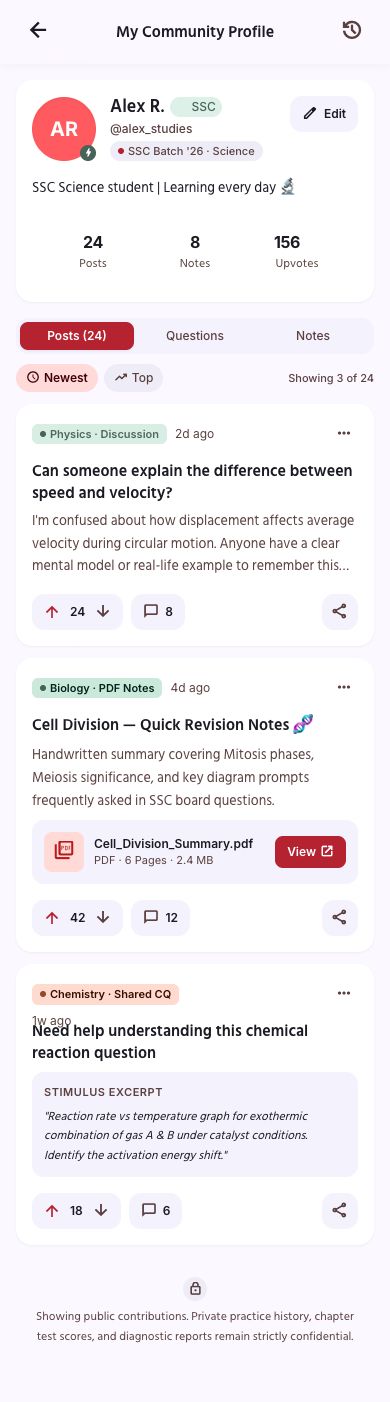 My Community Profile
AR
Alex R. SSC
@alex_studies
SSC Batch '26 · Science
Edit
SSC Science student | Learning every day 🔬
24 8 156
Posts Notes Upvotes
Posts (24) Questions Notes
Newest Top Showing 3 of 24
Physics · Discussion 2d ago
Can someone explain the difference between
speed and velocity?
I'm confused about how displacement affects average
velocity during circular motion. Anyone have a clear
mental model or real-life example to remember this...
24 8
Biology · PDF Notes 4d ago
Cell Division — Quick Revision Notes 🧬
Handwritten summary covering Mitosis phases,
Meiosis significance, and key diagram prompts
frequently asked in SSC board questions.
PDF
Cell_Division_Summary.pdf
PDF · 6 Pages · 2.4 MB
View
42 12
Chemistry · Shared CQ
1w ago
Need help understanding this chemical
reaction question
STIMULUS EXCERPT
"Reaction rate vs temperature graph for exothermic
combination of gas A & B under catalyst conditions.
Identify the activation energy shift."
18 6
Showing public contributions. Private practice history, chapter
test scores, and diagnostic reports remain strictly confidential.